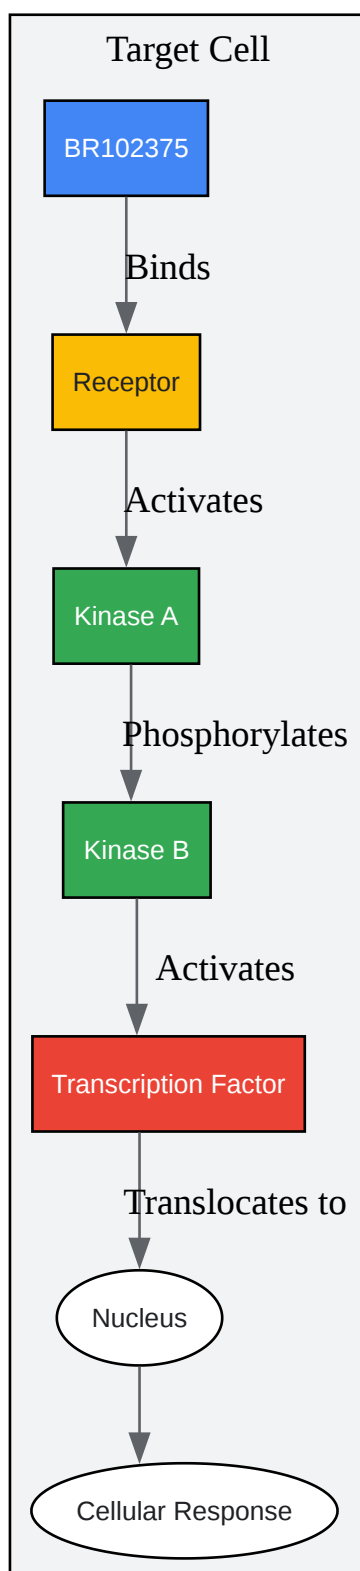 Target Cell
BR102375
Binds
Receptor
Activates
Kinase A
Phosphorylates
Kinase B
Activates
Transcription Factor
Translocates to
Nucleus
Cellular Response